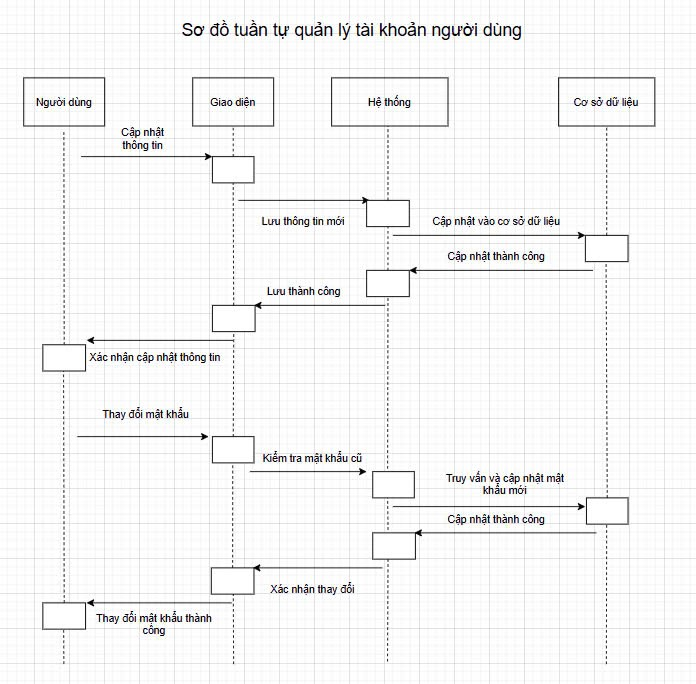 Sơ đồ tuần tự quản lý tài khoản người dùng
Người dùng
Giao diện
Hệ thống
Cơ sở dữ liệu
Cập nhật
thông tin
Lưu thông tin mới
Cập nhật vào cơ sở dữ liệu
Cập nhật thành công
Lưu thành công
Xác nhận cập nhật thông tin
Thay đổi mật khẩu
Kiểm tra mật khẩu cũ
Truy vấn và cập nhật mật
khẩu mới
Cập nhật thành công
Xác nhận thay đổi
Thay đổi mật khẩu thành
công